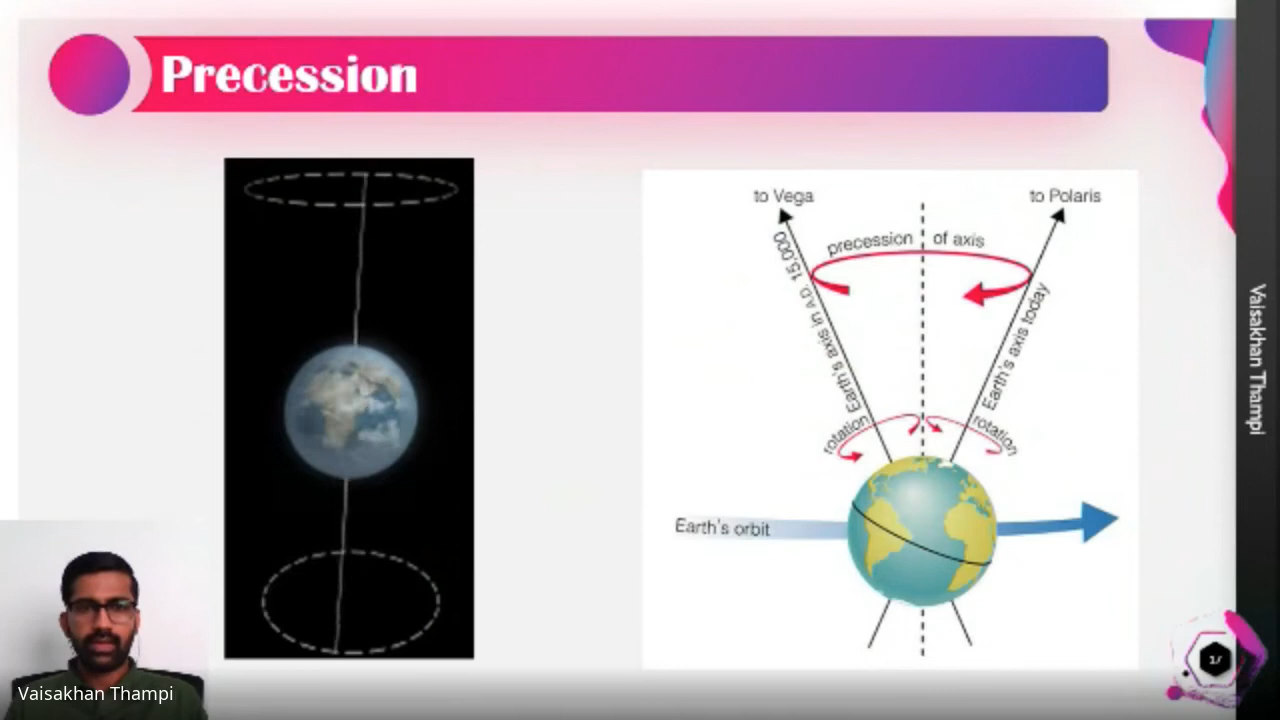 Precession
to Vega
to Polaris
precession of axis
Earth's axis in A.D. 15,000
Earth's axis today
rotation
rotation
Earth's orbit
Vaisakhan Thampi
Vaisakhan Thampi